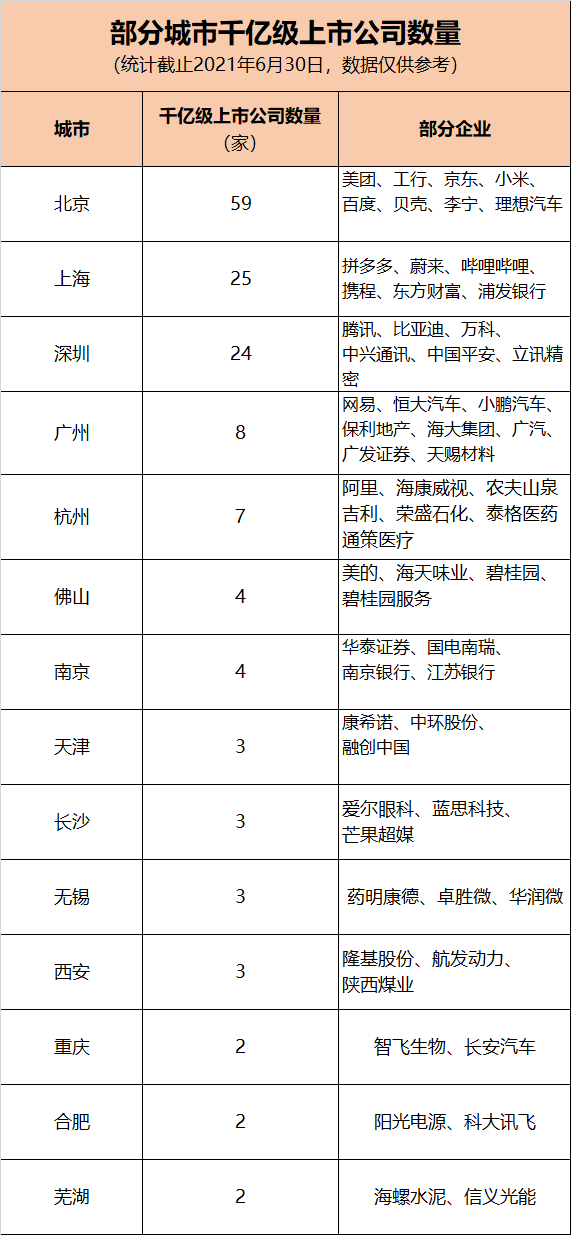 部分城市千亿级上市公司数量
（统计截止2021年6月30日，数据仅供参考）
城市
千亿级上市公司数量
（家）
部分企业
北京
59
美团、工行、京东、小米、
百度、贝壳、李宁、理想汽车
上海
25
拼多多、蔚来、哔哩哔哩、
携程、东方财富、浦发银行
深圳
24
腾讯、比亚迪、万科、
中兴通讯、中国平安、立讯精
密
广州
8
网易、恒大汽车、小鹏汽车、
保利地产、海大集团、广汽、
广发证券、天赐材料
杭州
7
阿里、海康威视、农夫山泉
吉利、荣盛石化、泰格医药
通策医疗
佛山
4
美的、海天味业、碧桂园、
碧桂园服务
南京
4
华泰证券、国电南瑞、
南京银行、江苏银行
天津
3
康希诺、中环股份、
融创中国
长沙
3
爱尔眼科、蓝思科技、
芒果超媒
无锡
3
药明康德、卓胜微、华润微
西安
3
隆基股份、航发动力、
陕西煤业
重庆
2
智飞生物、长安汽车
合肥
2
阳光电源、科大讯飞
芜湖
2
海螺水泥、信义光能